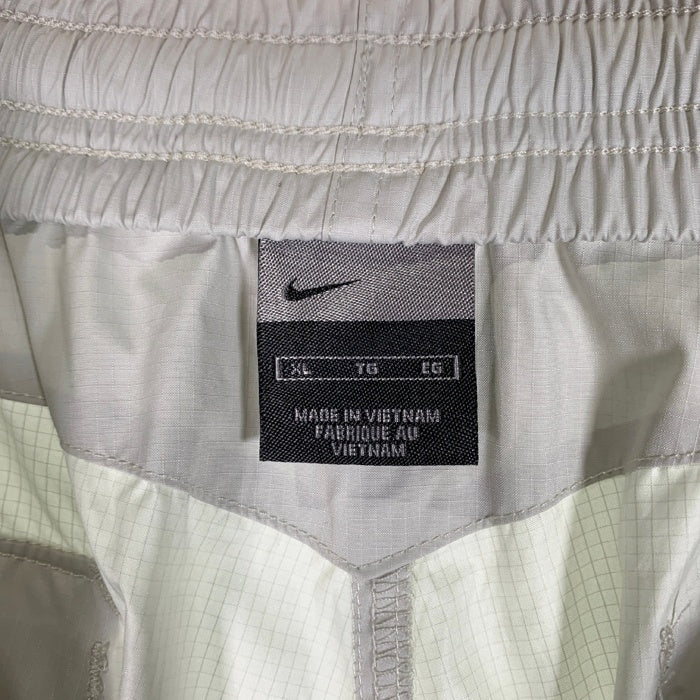 XL TG EG
MADE IN VIETNAM
FABRIQUE AU
VIETNAM